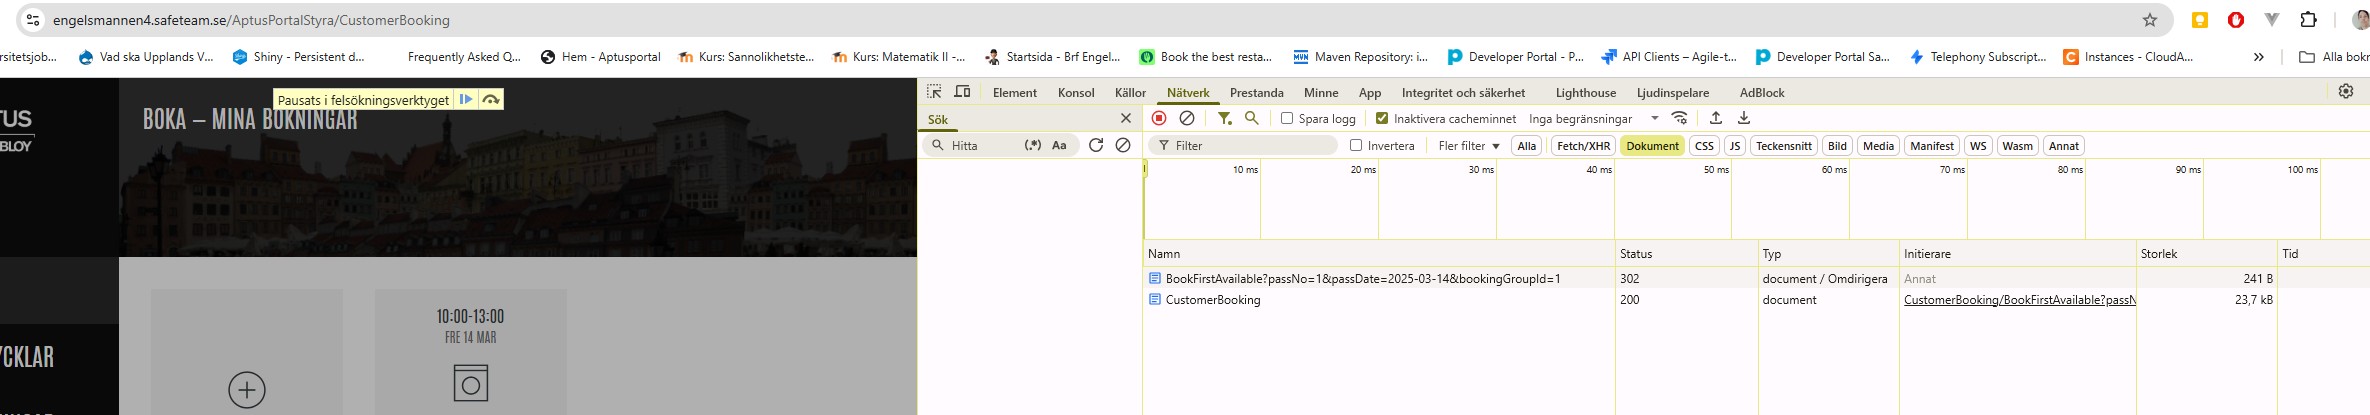 engelsmannen4.safeteam.se/AptusPortalStyra/CustomerBooking
rsitetsjob... Vad ska Upplands V... Shiny - Persistent d... Frequently Asked Q... Hem - Aptusportal Kurs: Sannolikhetste... Kurs: Matematik II -... Startsida - Brf Engel... Book the best resta... Maven Repository: i... Developer Portal - P... API Clients – Agile-t... Developer Portal Sa... Telephony Subscript... Instances - CloudA... » Alla bokr
Element Konsol Källor Nätverk Prestanda Minne App Integritet och säkerhet Lighthouse Ljudinspelare AdBlock
Pausats i felsökningsverktyget
TUS
BLOY
BOKA – MINA BOKNINGAR
Sök
Spara logg Inaktivera cacheminnet Inga begränsningar
Hitta (.*) Aa
Filter Invertera Fler filter Alla Fetch/XHR Dokument CSS JS Teckensnitt Bild Media Manifest WS Wasm Annat
10 ms 20 ms 30 ms 40 ms 50 ms 60 ms 70 ms 80 ms 90 ms 100 ms
Namn Status Typ Initierare Storlek Tid
BookFirstAvailable?passNo=1&passDate=2025-03-14&bookingGroupId=1 302 document / Omdirigera Annat 241 B
CustomerBooking 200 document CustomerBooking/BookFirstAvailable?passN 23,7 kB
10:00-13:00
FRE 14 MAR
YCKLAR